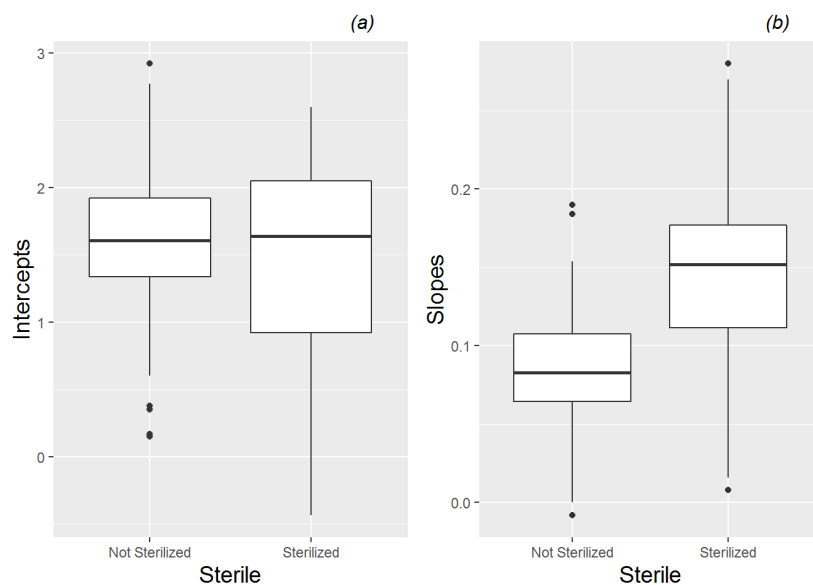 (a)
3
2
1
0
Intercepts
Not Sterilized
Sterilized
Sterile
(b)
0.2
0.1
0.0
Slopes
Not Sterilized
Sterilized
Sterile